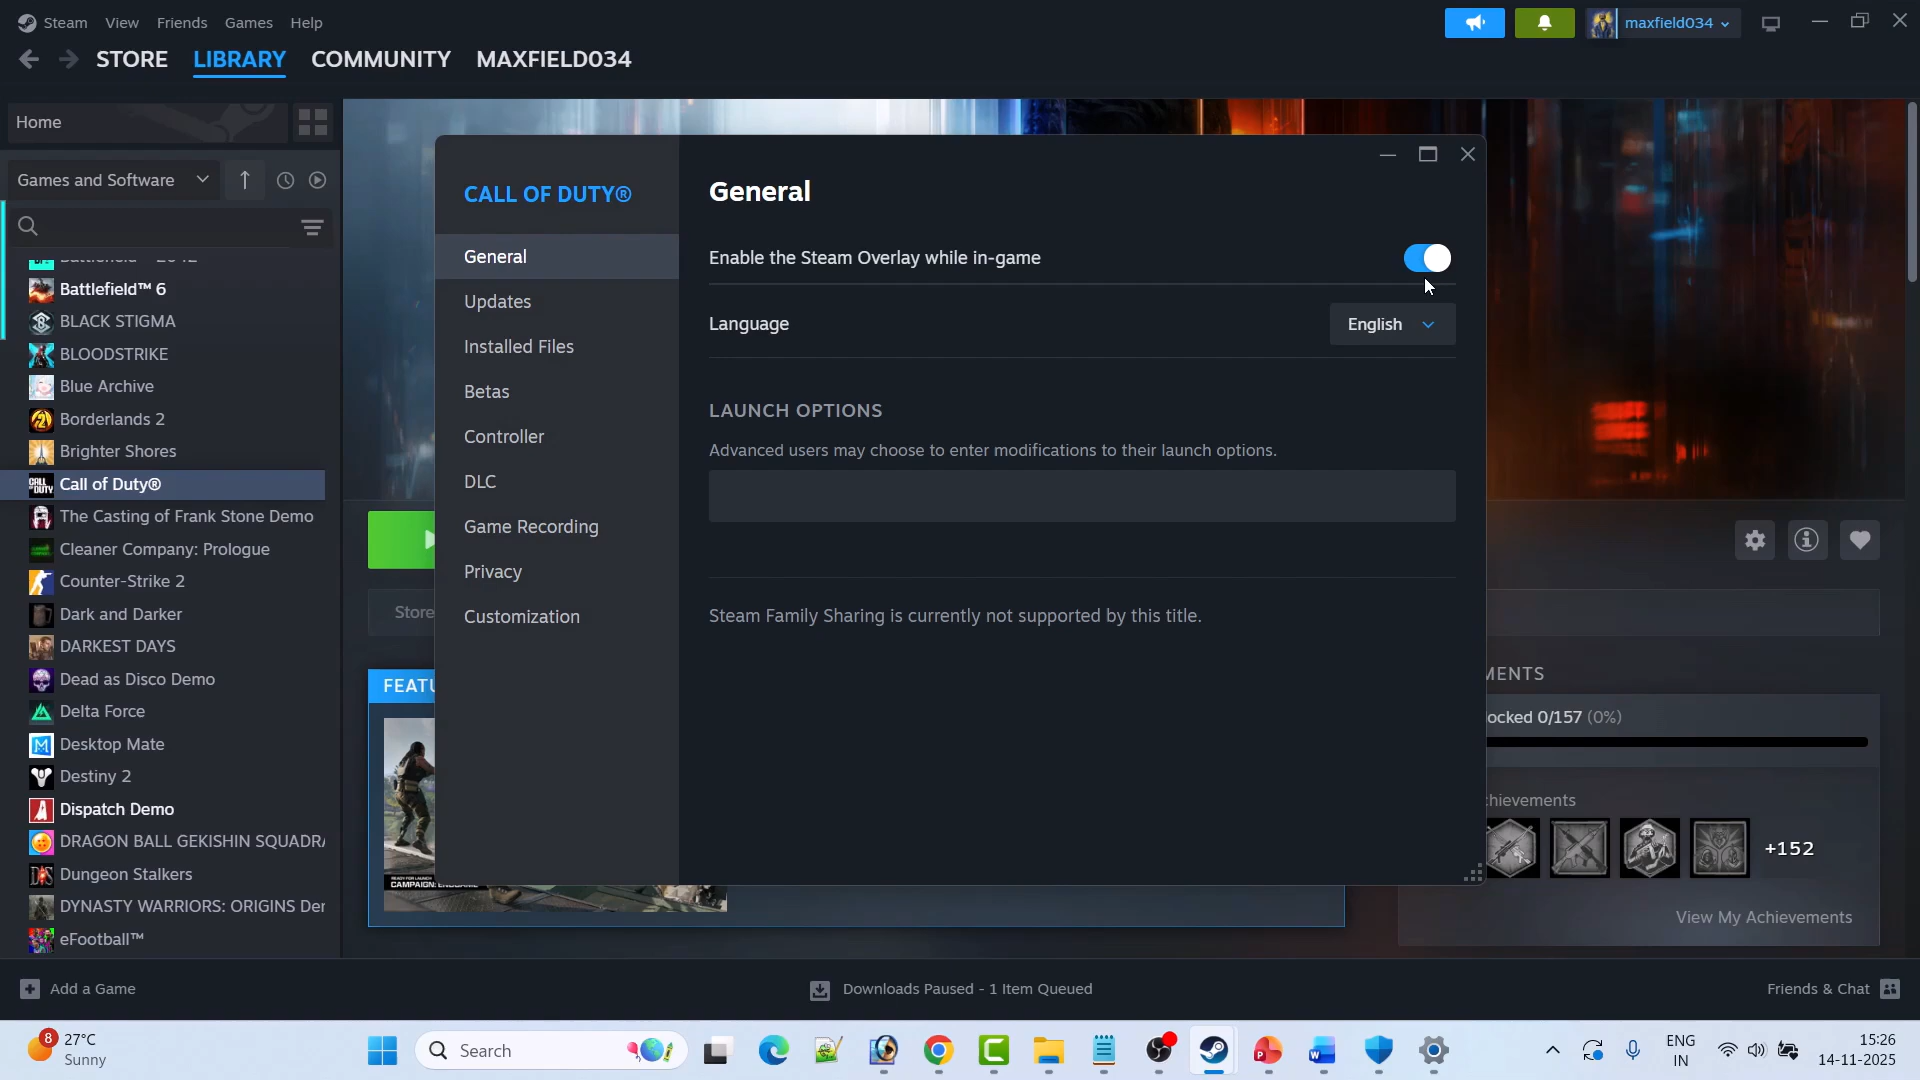 Steam View Friends Games Help
maxfield034
STORE LIBRARY COMMUNITY MAXFIELD034
Home
Games and Software
Battlefield™ 6
BLACK STIGMA
BLOODSTRIKE
Blue Archive
Borderlands 2
Brighter Shores
Call of Duty®
The Casting of Frank Stone Demo
Cleaner Company: Prologue
Counter-Strike 2
Dark and Darker
DARKEST DAYS
Dead as Disco Demo
Delta Force
Desktop Mate
Destiny 2
Dispatch Demo
DRAGON BALL GEKISHIN SQUADRA
Dungeon Stalkers
DYNASTY WARRIORS: ORIGINS Der
eFootball™
CALL OF DUTY®
General
Updates
Installed Files
Betas
Controller
DLC
Game Recording
Privacy
Customization
General
Enable the Steam Overlay while in-game
Language
English
LAUNCH OPTIONS
Advanced users may choose to enter modifications to their launch options.
Steam Family Sharing is currently not supported by this title.
Store
FEATU
CAMPAIGN: ENDGAME
MENTS
ocked 0/157 (0%)
chievements
+152
View My Achievements
Add a Game
Downloads Paused - 1 Item Queued
Friends & Chat
8
27°C
Sunny
Search
ENG
IN
15:26
14-11-2025